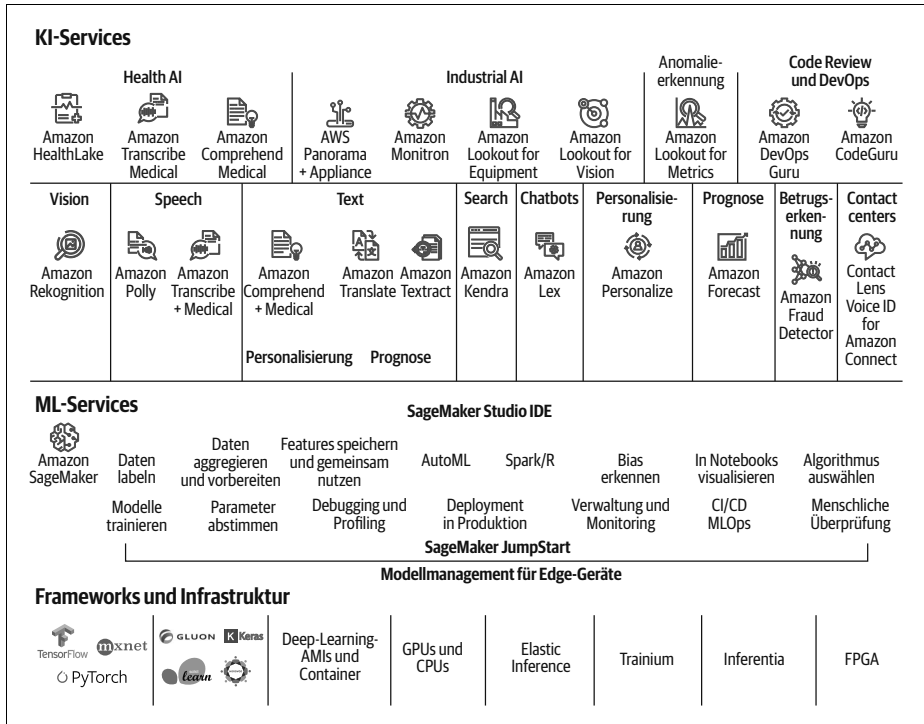 KI-Services
Health AI
Industrial AI
Anomalie-
erkennung
Code Review
und DevOps
Amazon
HealthLake
Amazon
Transcribe
Medical
Amazon
Comprehend
Medical
AWS
Panorama
+ Appliance
Amazon
Monitron
Amazon
Lookout for
Equipment
Amazon
Lookout for
Vision
Amazon
Lookout for
Metrics
Amazon
DevOps
Guru
Amazon
CodeGuru
Vision
Amazon
Rekognition
Speech
Amazon
Polly
Amazon
Transcribe
+ Medical
Text
Amazon
Comprehend
+ Medical
Amazon
Translate
Amazon
Textract
Personalisierung
Prognose
Search
Amazon
Kendra
Chatbots
Amazon
Lex
Personalisie-
rung
Amazon
Personalize
Prognose
Amazon
Forecast
Betrugs-
erken-
nung
Amazon
Fraud
Detector
Contact
centers
Contact
Lens
Voice ID
for
Amazon
Connect
ML-Services
SageMaker Studio IDE
Amazon
SageMaker
Daten
labeln
Daten
aggregieren
und vorbereiten
Features speichern
und gemeinsam
nutzen
AutoML
Spark/R
Bias
erkennen
In Notebooks
visualisieren
Algorithmus
auswählen
Modelle
trainieren
Parameter
abstimmen
Debugging und
Profiling
Deployment
in Produktion
Verwaltung und
Monitoring
CI/CD
MLOps
Menschliche
Überprüfung
SageMaker JumpStart
Modellmanagement für Edge-Geräte
Frameworks und Infrastruktur
TensorFlow
mxnet
PyTorch
GLUON
K Keras
learn
Deep-Learning-
AMIs und
Container
GPUs und
CPUs
Elastic
Inference
Trainium
Inferentia
FPGA